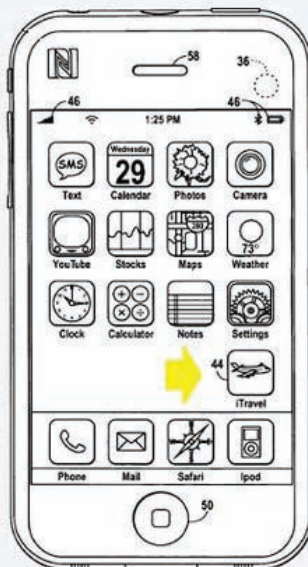 58
36
46
46
1:25 PM
SMS
Wednesday
29
Text
Calendar
Photos
Camera
280
73°
YouTube
Stocks
Maps
Weather
Clock
Calculator
Notes
Settings
44
iTravel
Phone
Mail
Safari
Ipod
50